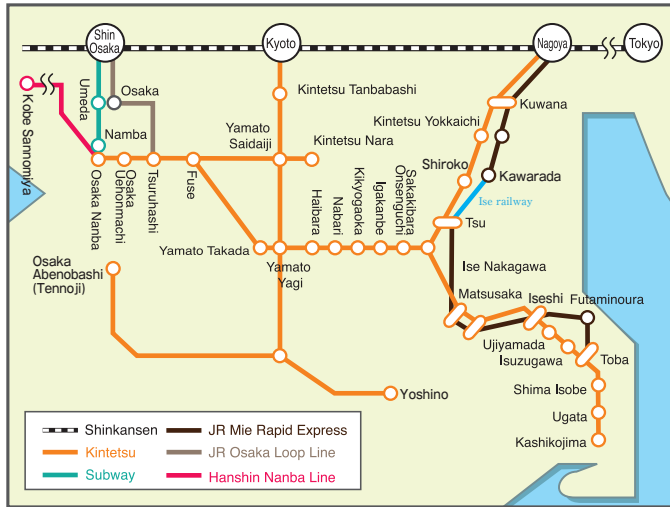 Shin
Osaka
Kyoto
Nagoya
Tokyo
Kobe Sannomiya
Umeda
Osaka
Namba
Kintetsu Tanbabashi
Kuwana
Kintetsu Yokkaichi
Yamato
Saidaiji
Kintetsu Nara
Shiroko
Kawarada
Ise railway
Osaka Nanba
Osaka
Uehonmachi
Tsuruhashi
Fuse
Haibara
Nabari
Kikyogaoka
Igakanbe
Sakakibara
Onsenguchi
Tsu
Yamato Takada
Yamato
Yagi
Osaka
Abenobashi
(Tennoji)
Ise Nakagawa
Matsusaka
Iseshi
Futaminoura
Ujiyamada
Isuzugawa
Toba
Yoshino
Shima Isobe
Ugata
Kashikojima
Shinkansen
JR Mie Rapid Express
Kintetsu
JR Osaka Loop Line
Subway
Hanshin Nanba Line